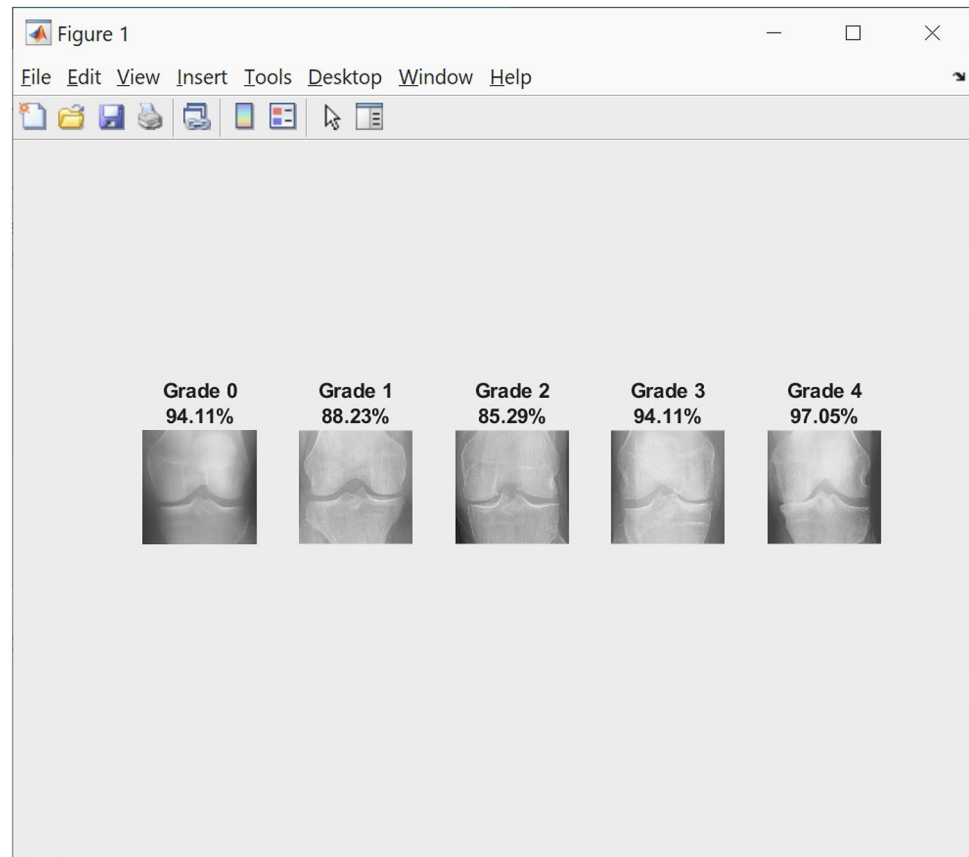 Figure 1
File Edit View Insert Tools Desktop Window Help
Grade 0
94.11%
Grade 1
88.23%
Grade 2
85.29%
Grade 3
94.11%
Grade 4
97.05%